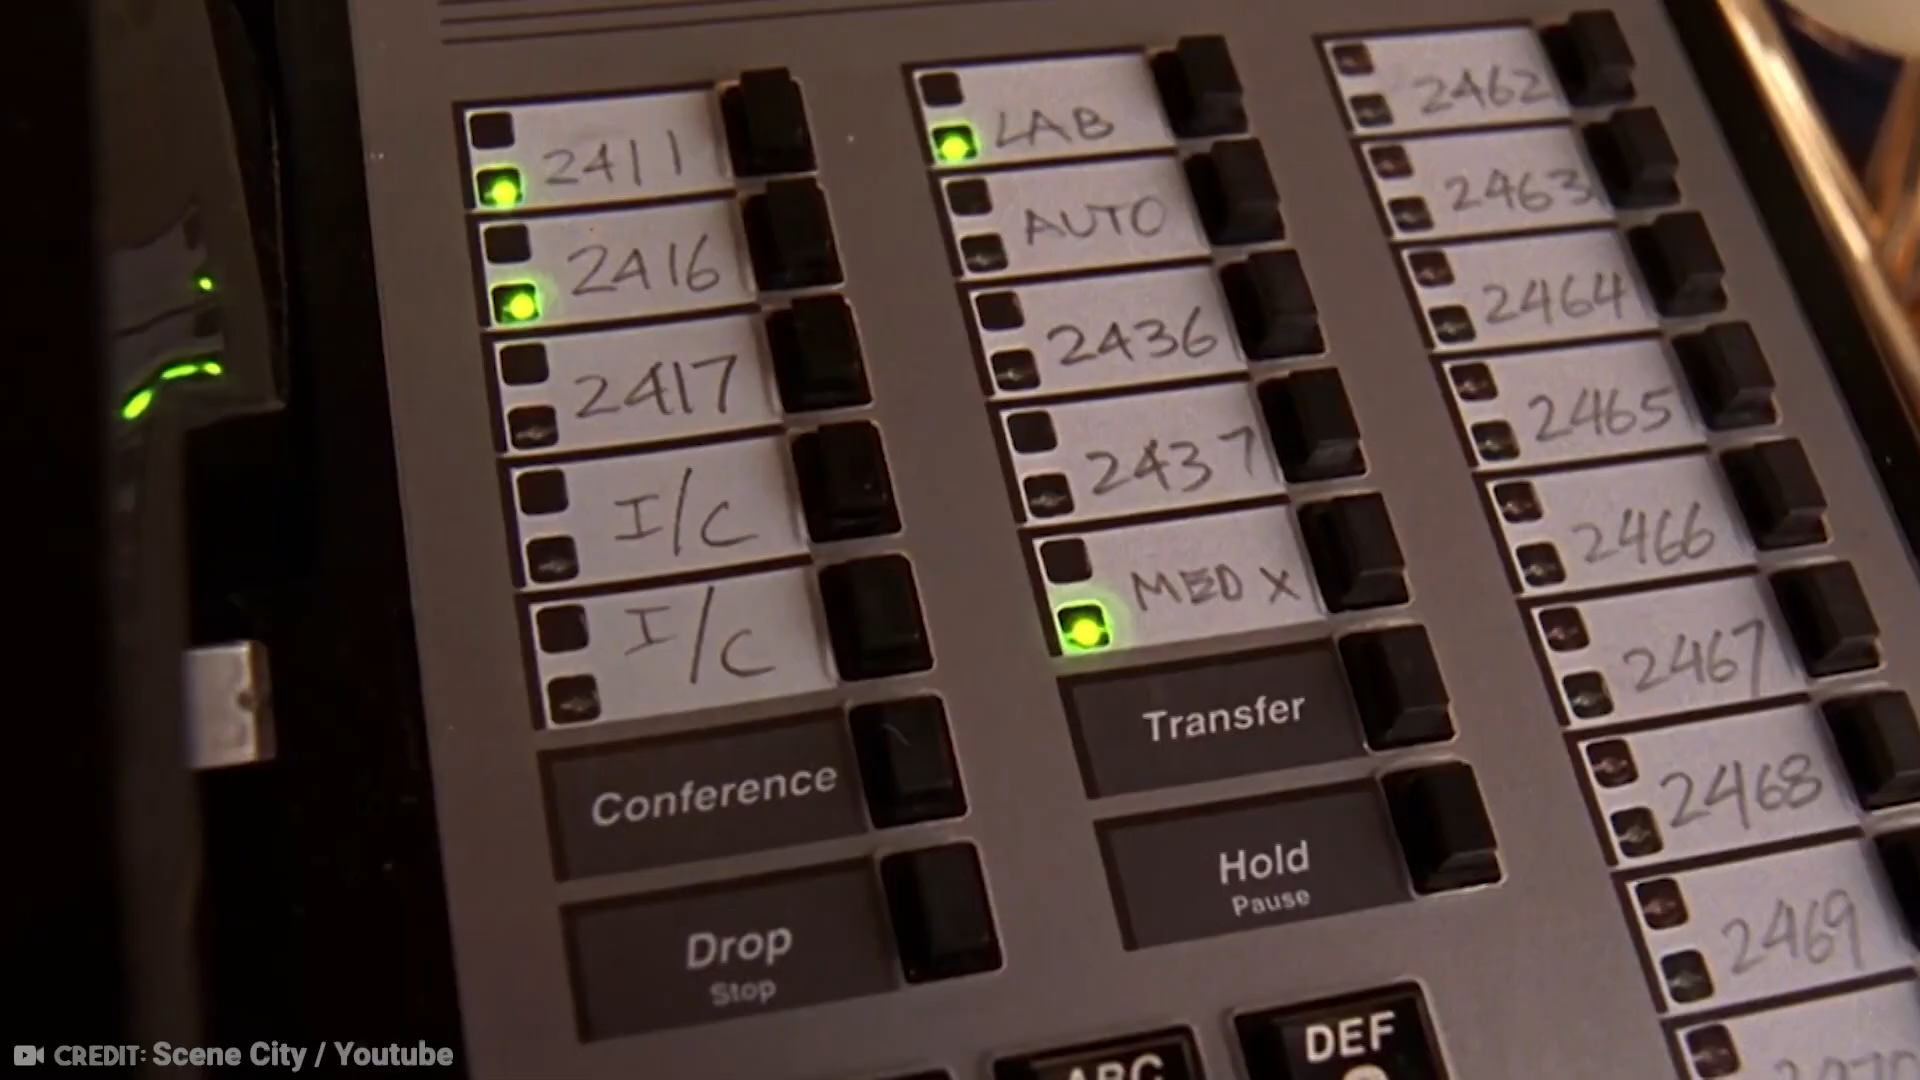 2411
2416
2417
I/C
I/C
Conference
Drop
Stop
LAB
AUTO
2436
2437
MED X
Transfer
Hold
Pause
ABC
DEF
2462
2463
2464
2465
2466
2467
2468
2469
CREDIT: Scene City / Youtube